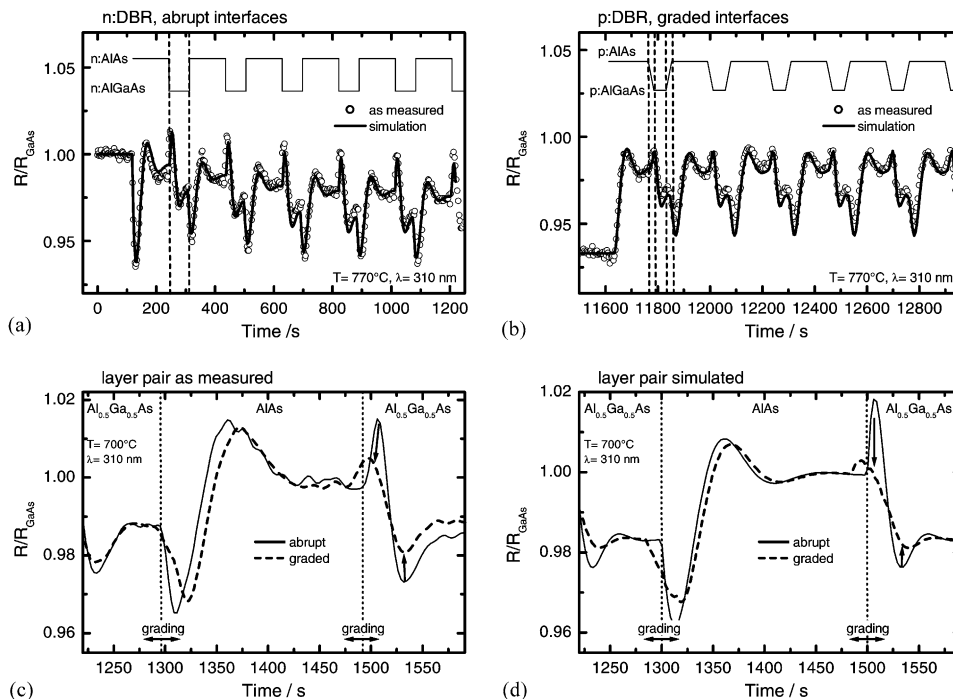 n:DBR, abrupt interfaces
1.05
1.00
0.95
R/R_GaAs
n:AlAs
n:AlGaAs
as measured
simulation
T= 770°C, λ= 310 nm
0 200 400 600 800 1000 1200
Time /s
(a)
p:DBR, graded interfaces
1.05
1.00
0.95
R/R_GaAs
p:AlAs
p:AlGaAs
as measured
simulation
T= 770°C, λ= 310 nm
11600 11800 12000 12200 12400 12600 12800
Time /s
(b)
layer pair as measured
1.02
1.00
0.98
0.96
R/R_GaAs
Al0.5Ga0.5As AlAs Al0.5Ga0.5As
T= 700°C
λ= 310 nm
abrupt
graded
grading grading
1250 1300 1350 1400 1450 1500 1550
Time / s
(c)
layer pair simulated
1.02
1.00
0.98
0.96
R/R_GaAs
Al0.5Ga0.5As AlAs Al0.5Ga0.5As
T= 700°C
λ= 310 nm
abrupt
graded
grading grading
1250 1300 1350 1400 1450 1500 1550
Time / s
(d)